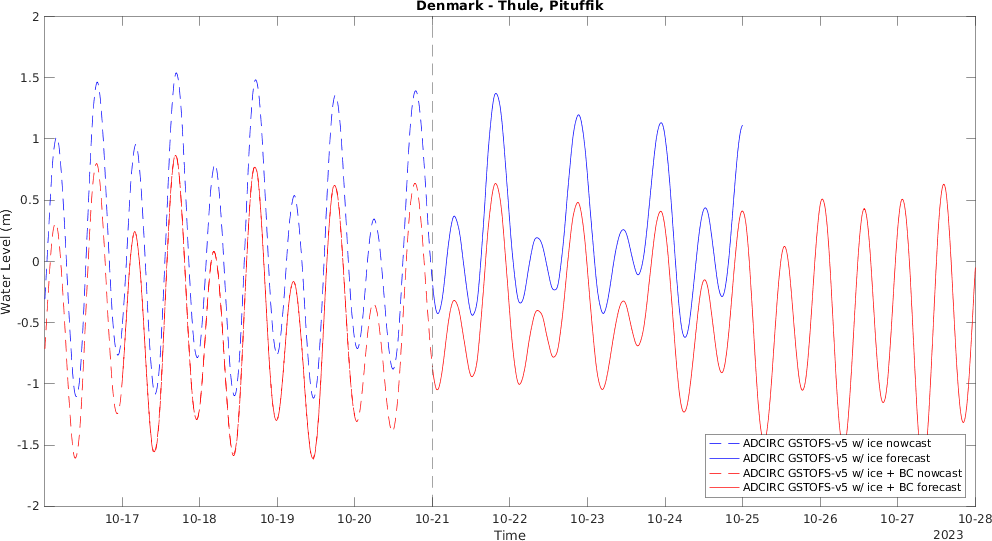 Denmark - Thule, Pituffik
2
1.5
1
0.5
0
-0.5
-1
-1.5
-2
Water Level (m)
10-17 10-18 10-19 10-20 10-21 10-22 10-23 10-24 10-25 10-26 10-27 10-28
Time
2023
ADCIRC GSTOFS-v5 w/ ice nowcast
ADCIRC GSTOFS-v5 w/ ice forecast
ADCIRC GSTOFS-v5 w/ ice + BC nowcast
ADCIRC GSTOFS-v5 w/ ice + BC forecast